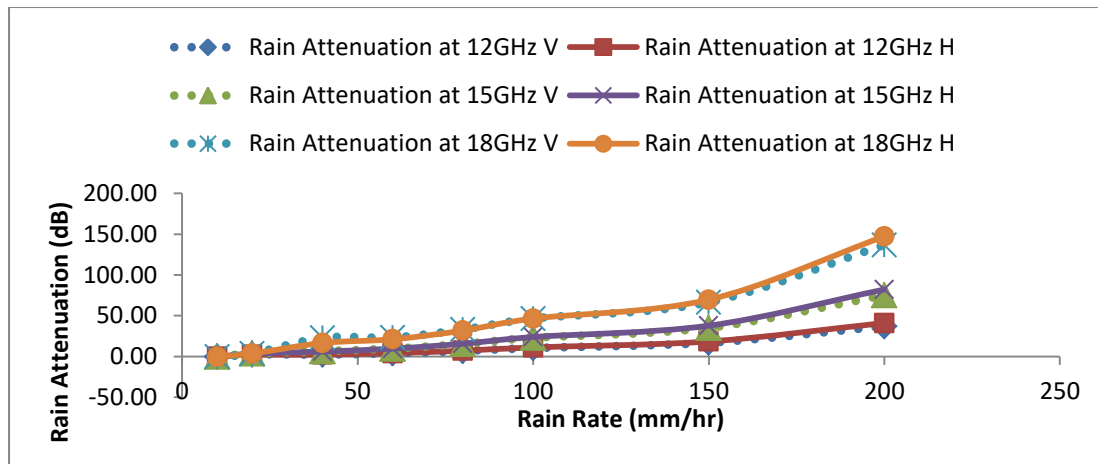 Rain Attenuation at 12GHz V Rain Attenuation at 12GHz H
Rain Attenuation at 15GHz V Rain Attenuation at 15GHz H
Rain Attenuation at 18GHz V Rain Attenuation at 18GHz H
Rain Attenuation (dB)
200.00
150.00
100.00
50.00
0.00
-50.00
0 50 100 150 200 250
Rain Rate (mm/hr)